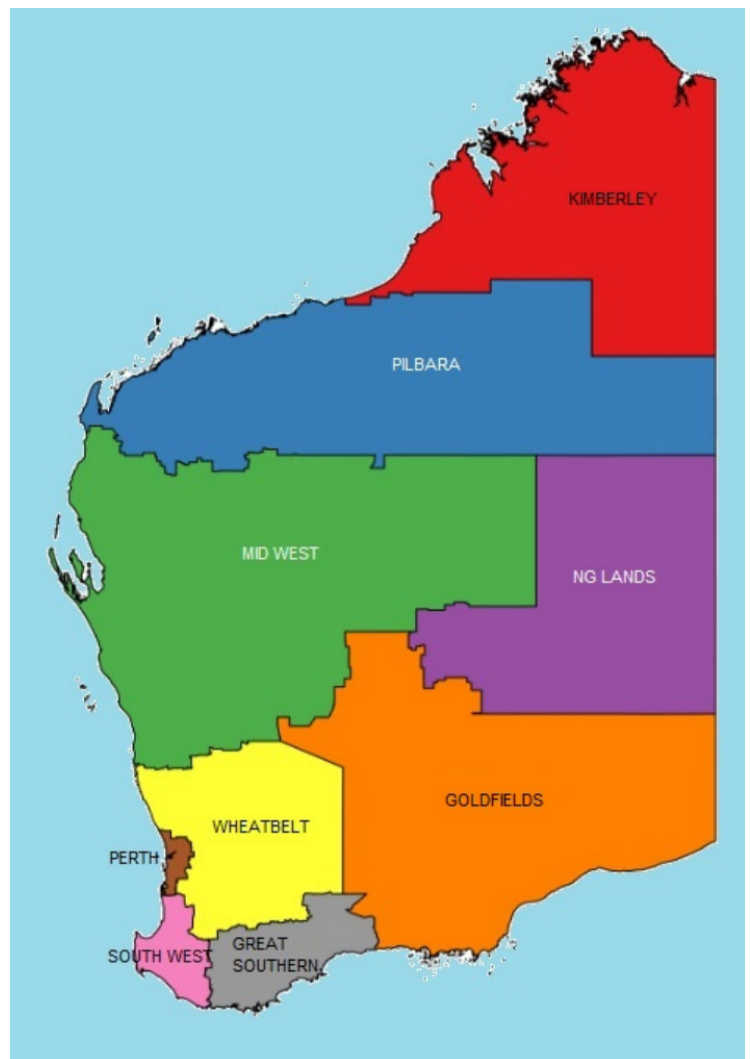 KIMBERLEY
PILBARA
MID WEST
NG LANDS
GOLDFIELDS
WHEATBELT
PERTH
SOUTH WEST
GREAT
SOUTHERN